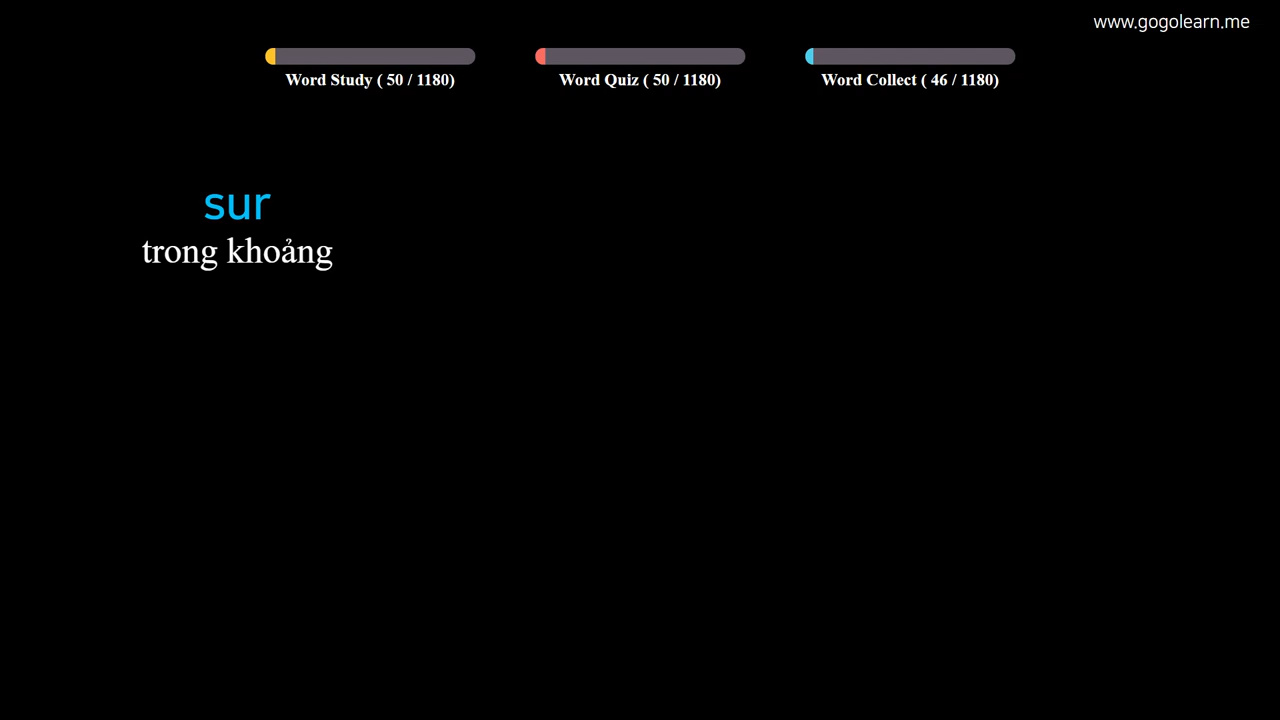 www.gogolearn.me
Word Study ( 50 / 1180)
Word Quiz ( 50 / 1180)
Word Collect ( 46 / 1180)
sur
trong khoảng